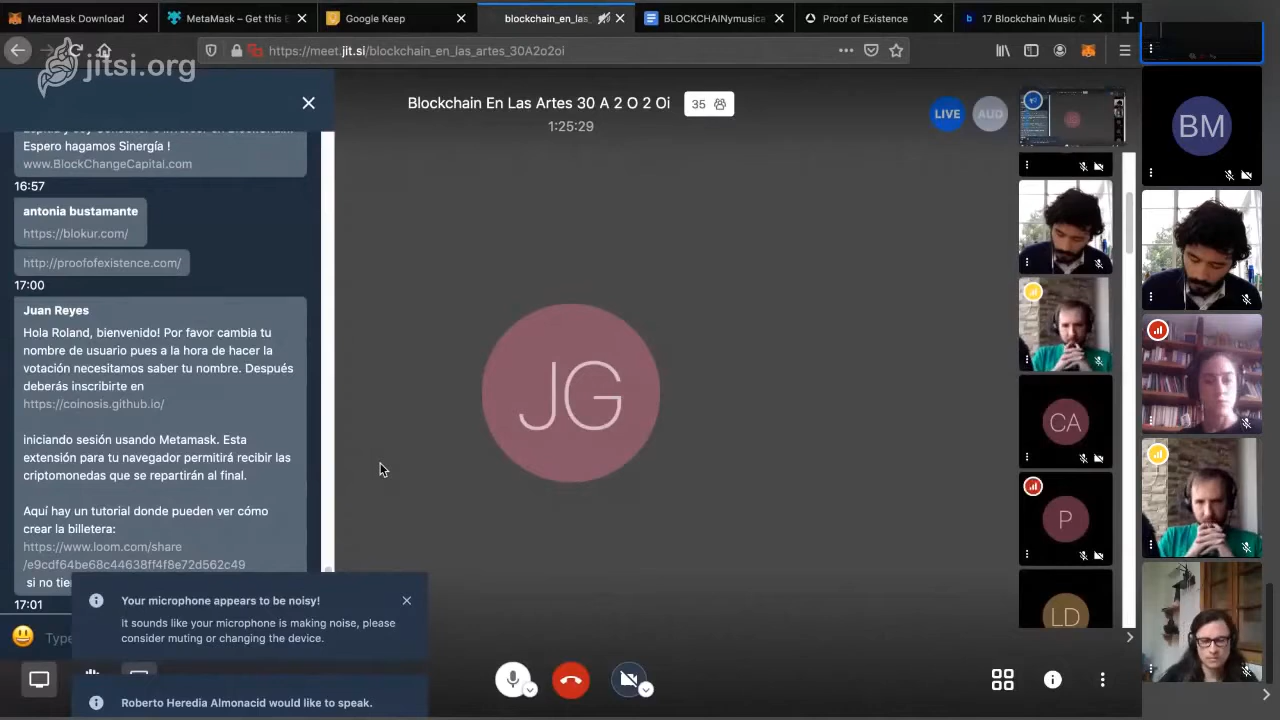 MetaMask Download
MetaMask – Get this E
Google Keep
blockchain_en_las_
BLOCKCHAINymusica
Proof of Existence
17 Blockchain Music C
https://meet.jit.si/blockchain_en_las_artes_30A2o2oi
jitsi.org
Blockchain En Las Artes 30 A 2 O 2 Oi
35
1:25:29
LIVE
AUD
Espero hagamos Sinergía !
www.BlockChangeCapital.com
16:57
antonia bustamante
https://blokur.com/
http://proofofexistence.com/
17:00
Juan Reyes
Hola Roland, bienvenido! Por favor cambia tu
nombre de usuario pues a la hora de hacer la
votación necesitamos saber tu nombre. Después
deberás inscribirte en
https://coinosis.github.io/
iniciando sesión usando Metamask. Esta
extensión para tu navegador permitirá recibir las
criptomonedas que se repartirán al final.
Aquí hay un tutorial donde pueden ver cómo
crear la billetera:
https://www.loom.com/share
/e9cdf64be68c44638ff4f8e72d562c49
si no tie
17:01
Type
Your microphone appears to be noisy!
It sounds like your microphone is making noise, please
consider muting or changing the device.
Roberto Heredia Almonacid would like to speak.
JG
CA
P
LD
BM